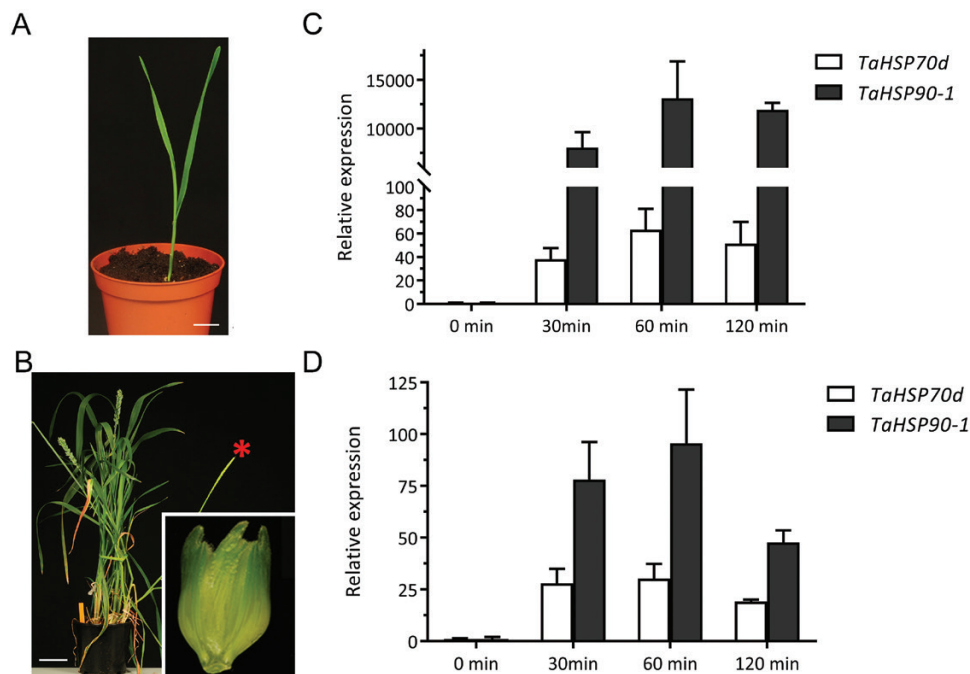 A
B
C
Relative expression
15000
10000
100
80
60
40
20
0
0 min
30min
60 min
120 min
TaHSP70d
TaHSP90-1
D
Relative expression
125
100
75
50
25
0 min
30min
60 min
120 min
TaHSP70d
TaHSP90-1
*